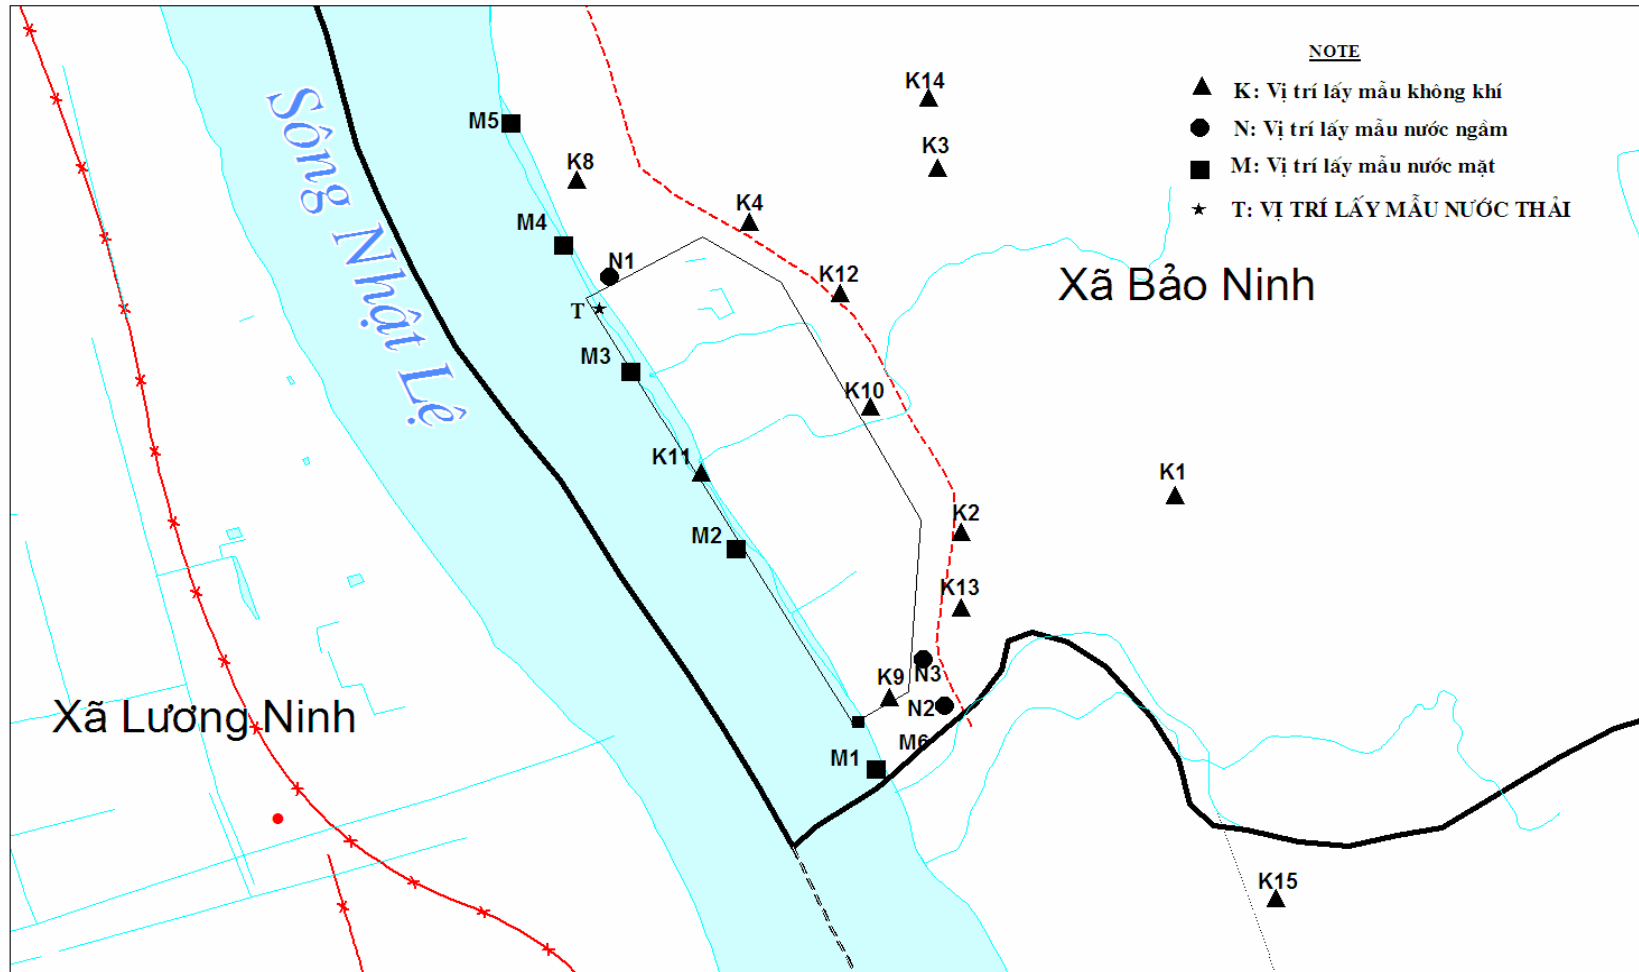 NOTE
K: Vị trí lấy mẫu không khí
N: Vị trí lấy mẫu nước ngầm
M: Vị trí lấy mẫu nước mặt
T: VỊ TRÍ LẤY MẪU NƯỚC THẢI
K14
M5
K3
K8
K4
M4
N1
K12
Xã Bảo Ninh
Sông Nhật Lệ
T
M3
K10
K11
K1
K2
M2
K13
N3
K9
N2
Xã Lương Ninh
M6
M1
K15